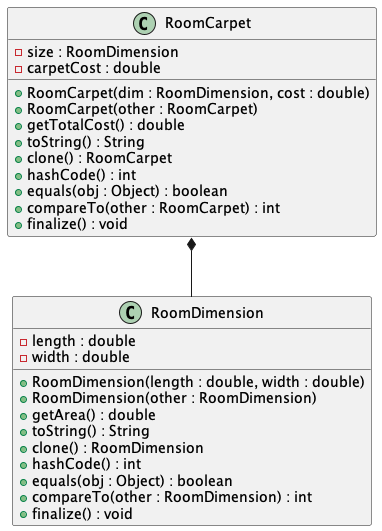 C RoomCarpet
size : RoomDimension
carpetCost : double
RoomCarpet(dim : RoomDimension, cost : double)
RoomCarpet(other : RoomCarpet)
getTotalCost() : double
toString() : String
clone() : RoomCarpet
hashCode() : int
equals(obj : Object) : boolean
compareTo(other : RoomCarpet) : int
finalize() : void
C RoomDimension
length : double
width : double
RoomDimension(length : double, width : double)
RoomDimension(other : RoomDimension)
getArea() : double
toString() : String
clone() : RoomDimension
hashCode() : int
equals(obj : Object) : boolean
compareTo(other : RoomDimension) : int
finalize() : void